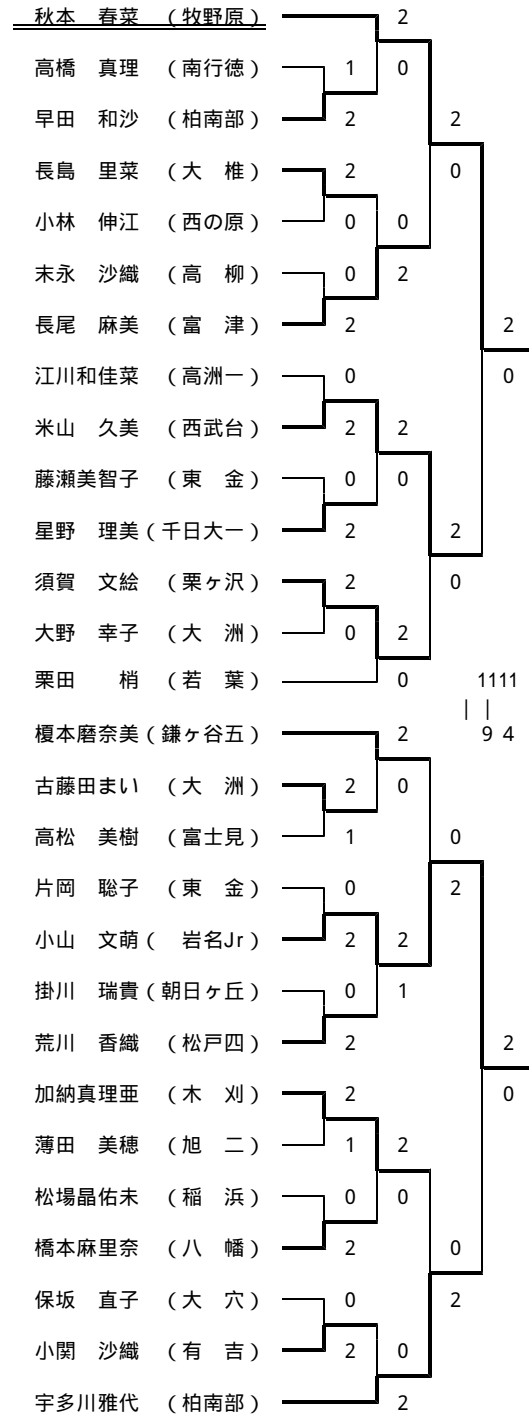 秋本　春菜　（牧野原） 2
高橋　真理　（南行徳） 1 0
早田　和沙　（柏南部） 2 2
長島　里菜　（大　椎） 2 0
小林　伸江　（西の原） 0 0
末永　沙織　（高　柳） 0 2
長尾　麻美　（富　津） 2 2
江川和佳菜　（高洲一） 0 0
米山　久美　（西武台） 2 2
藤瀬美智子　（東　金） 0 0
星野　理美（千日大一） 2 2
須賀　文絵　（栗ヶ沢） 2 0
大野　幸子　（大　洲） 0 2
栗田　　梢　（若　葉） 0 1111
| |
榎本磨奈美（鎌ヶ谷五） 2 9 4
古藤田まい　（大　洲） 2 0
高松　美樹　（富士見） 1 0
片岡　聡子　（東　金） 0 2
小山　文萌（　岩名Jr） 2 2
掛川　瑞貴（朝日ヶ丘） 0 1
荒川　香織　（松戸四） 2 2
加納真理亜　（木　刈） 2 0
薄田　美穂　（旭　二） 1 2
松場晶佑未　（稲　浜） 0 0
橋本麻里奈　（八　幡） 2 0
保坂　直子　（大　穴） 0 2
小関　沙織　（有　吉） 2 0
宇多川雅代　（柏南部） 2